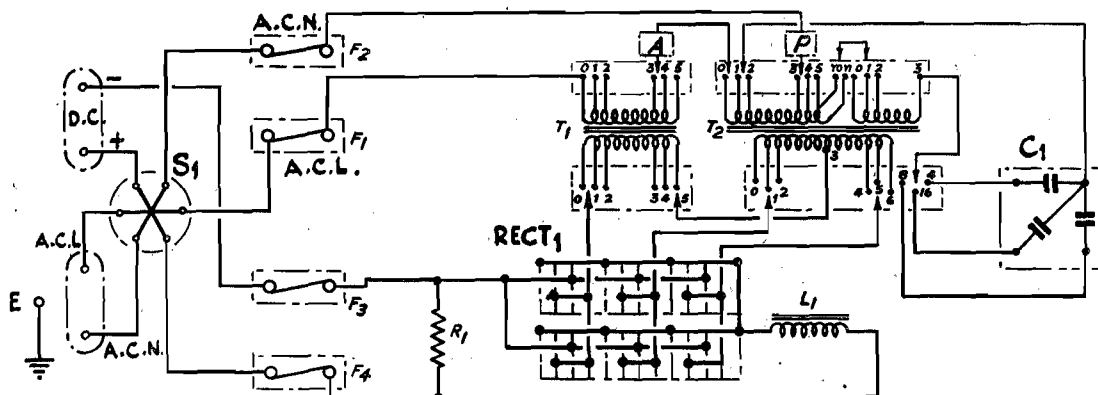 A.C.N.
F2
A
P
0 1 2 3 4 5
0 1 2 3 4 5 10 11 0 1 2 5
-
D.C.
+
S1
F1
A.C.L.
T1
T2
3
C1
0 1 2 3 4 5
0 1 2 4 5 6
8 16 4
A.C.L
RECT1
E
F3
R1
L1
A.C.N.
F4